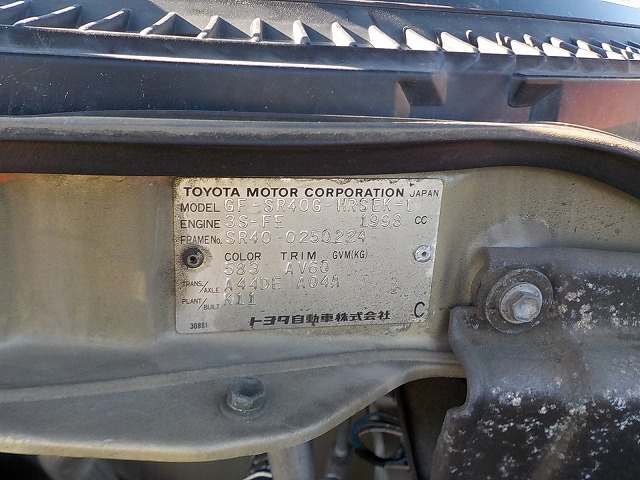 TOYOTA MOTOR CORPORATION JAPAN
MODEL GF-SR40G-HRSEK-1
ENGINE 3S-FE 1998 CC
FRAME No. SR40-0250224
COLOR TRIM GVM(KG)
583 AV60
TRANS./AXLE A44DE A04A
PLANT/BUILT K11
30881 トヨタ自動車株式会社 C